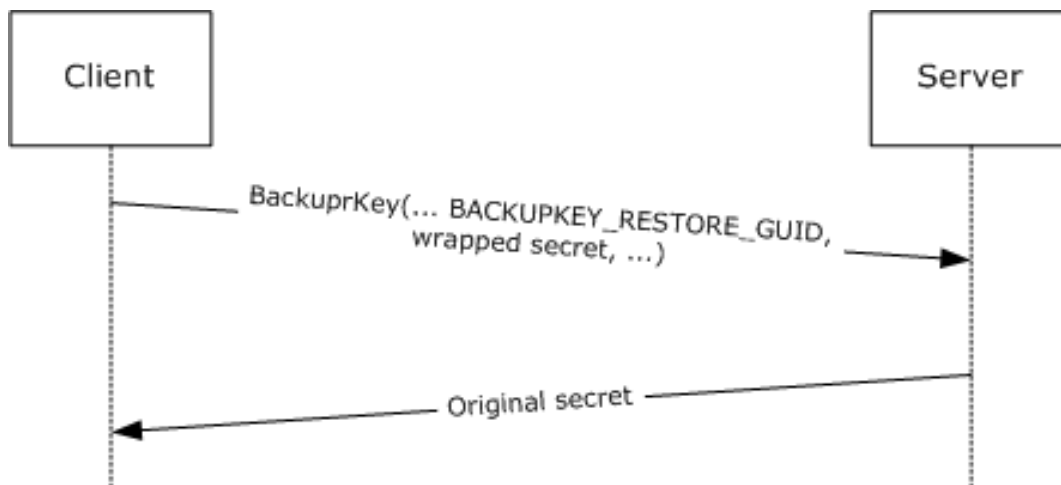 Client
Server
BackuprKey(... BACKUPKEY_RESTORE_GUID,
wrapped secret, ...)
Original secret